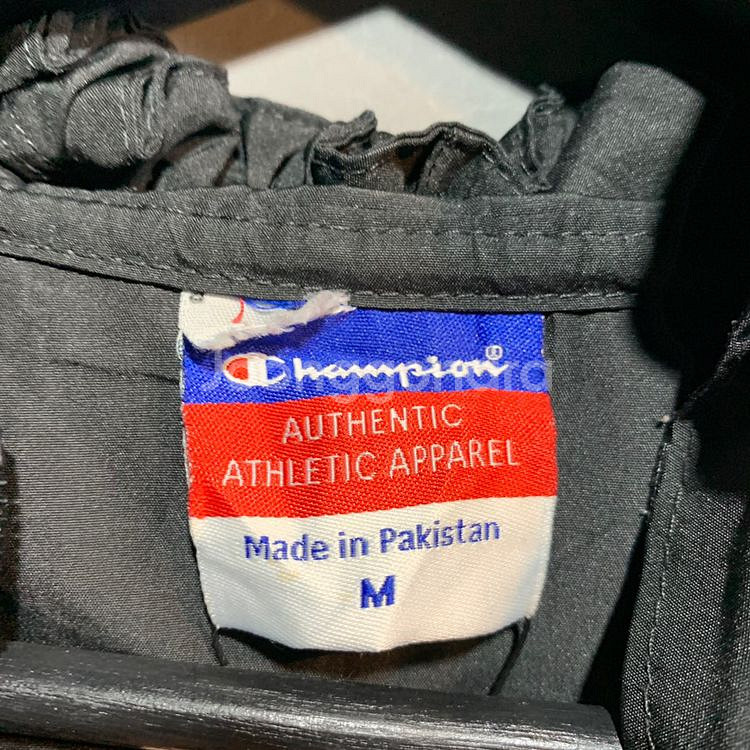 Champion®
AUTHENTIC
ATHLETIC APPAREL
Made in Pakistan
M